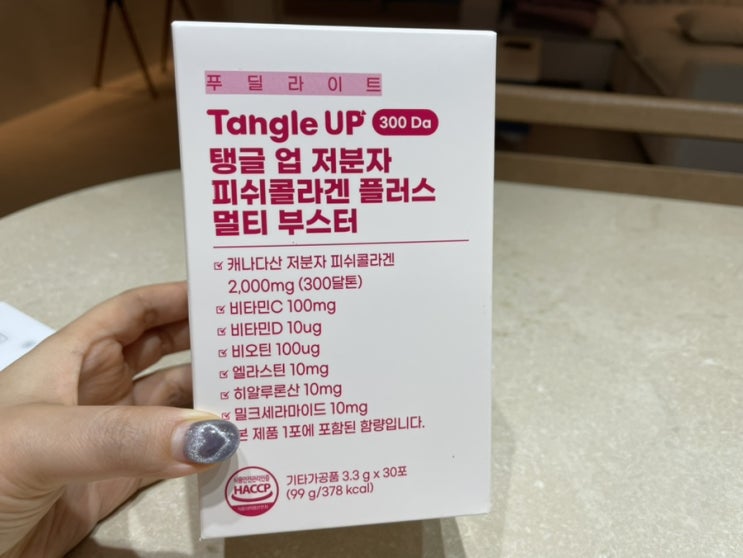 푸딜라이트
Tangle UP+ 300 Da
탱글 업 저분자
피쉬콜라겐 플러스
멀티 부스터
캐나다산 저분자 피쉬콜라겐
2,000mg (300달톤)
비타민C 100mg
비타민D 10ug
비오틴 100ug
엘라스틴 10mg
히알루론산 10mg
밀크세라마이드 10mg
본 제품 1포에 포함된 함량입니다.
HACCP
기타가공품 3.3 g x 30포
(99 g/378 kcal)